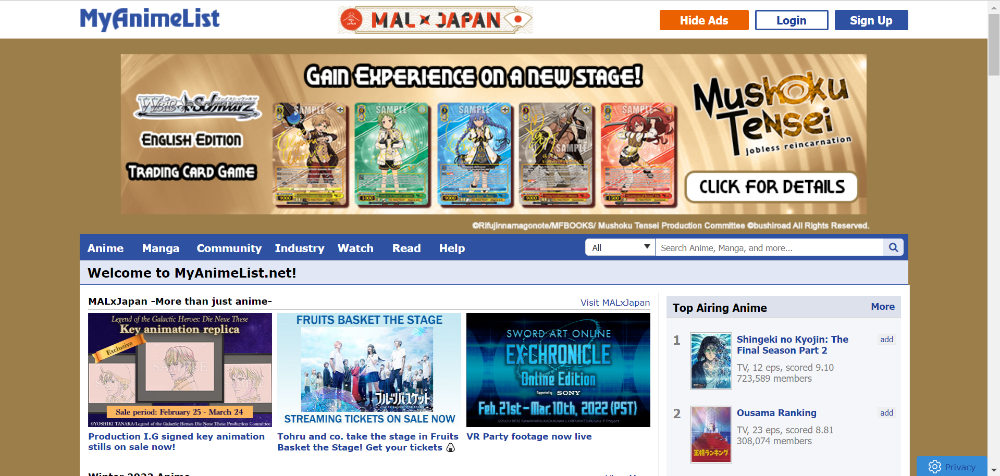 MyAnimeList
MAL x JAPAN
Hide Ads
Login
Sign Up
GAIN EXPERIENCE ON A NEW STAGE!
Weiß Schwarz
ENGLISH EDITION
TRADING CARD GAME
SAMPLE
SAMPLE
SAMPLE
SAMPLE
SAMPLE
MUSHOKU
TENSEI
jobless reincarnation
CLICK FOR DETAILS
©Rifujinnamagonote/MFBOOKS/ Mushoku Tensei Production Committee ©bushiroad All Rights Reserved.
Anime Manga Community Industry Watch Read Help
All
Search Anime, Manga, and more...
Welcome to MyAnimeList.net!
MALxJapan -More than just anime-
Visit MALxJapan
Legend of the Galactic Heroes: Die Neue These
Key animation replica
Exclusive
SAMPLE
SAMPLE
SAMPLE
Sale period: February 25 - March 24
©YOSHIKI TANAKA/Legend of the Galactic Heroes Die Neue These Production Committee
Production I.G signed key animation
stills on sale now!
FRUITS BASKET THE STAGE
フルーツバスケット
STREAMING TICKETS ON SALE NOW
Tohru and co. take the stage in Fruits
Basket the Stage! Get your tickets 🍙
SWORD ART ONLINE
EX-CHRONICLE
Online Edition
Supported by SONY
Feb.21st-Mar.10th, 2022 (PST)
©2020 REKI KAWAHARA/KADOKAWA CORPORATION/SAO-P Project
VR Party footage now live
Top Airing Anime
More
1
Shingeki no Kyojin: The
Final Season Part 2
add
TV, 12 eps, scored 9.10
723,589 members
2
Ousama Ranking
add
TV, 23 eps, scored 8.81
308,074 members
王様ランキング
Winter 2022 Anime
Privacy